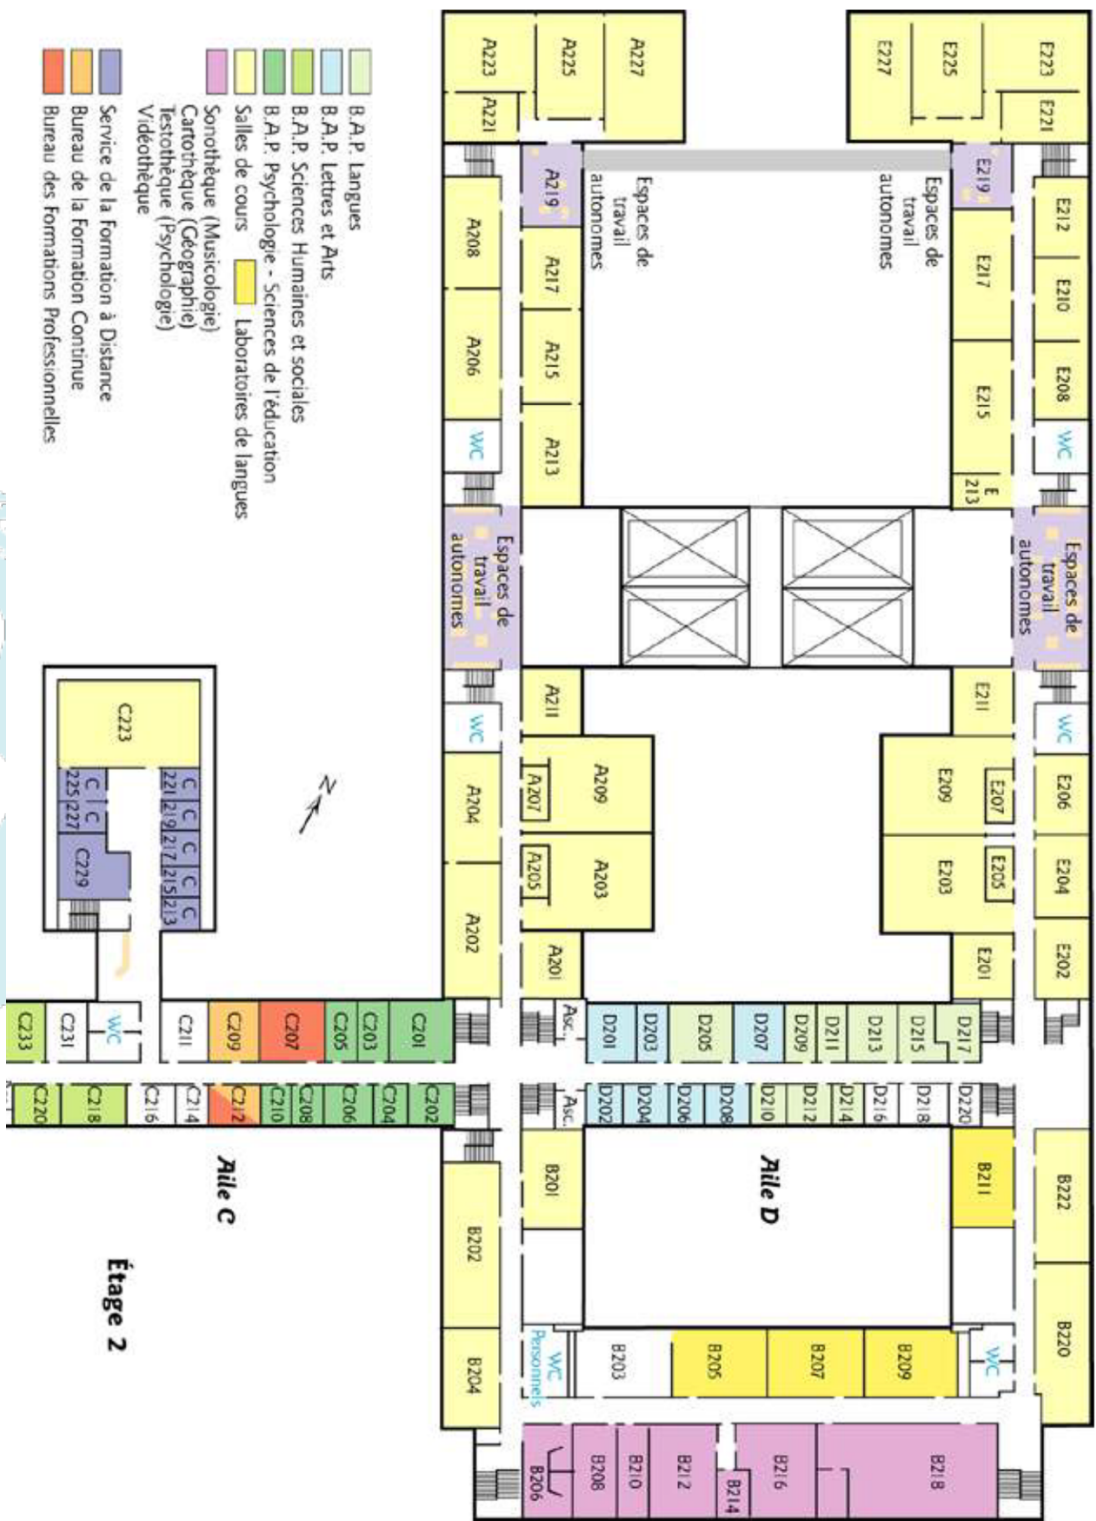 A223
A225
A227
A221
E227
E225
E223
E221
A219
E219
Espaces de
travail
autonomes
Espaces de
travail
autonomes
A208
A217
E217
E212
E210
A206
A215
A213
E215
E
213
E208
WC
WC
Espaces de
travail
autonomes
Espaces de
travail
autonomes
WC
A211
E211
WC
A204
A207
A209
E209
E207
E206
A202
A205
A203
E203
E205
E204
A201
E201
E202
B.A.P. Langues
B.A.P. Lettres et Arts
B.A.P. Sciences Humaines et sociales
B.A.P. Psychologie - Sciences de l'éducation
Salles de cours
Laboratoires de langues
Sonothèque (Musicologie)
Cartothèque (Géographie)
Testothèque (Psychologie)
Vidéothèque
Service de la Formation à Distance
Bureau de la Formation Continue
Bureau des Formations Professionnelles
C223
C C C C C
221 219 217 215 213
C C
225 227
C229
N
C233
C231
WC
C211
C209
C207
C205
C203
C201
Asc.
D201
D203
D205
D207
D209
D211
D213
D215
D217
C220
C218
C216
C214
C212
C210
C208
C206
C204
C202
Asc.
D202
D204
D206
D208
D210
D212
D214
D216
D218
D220
Aile C
Aile D
Étage 2
B201
B211
B222
B202
B220
B204
WC
Personnels
B203
B205
B207
B209
WC
B206
B208
B210
B212
B214
B216
B218